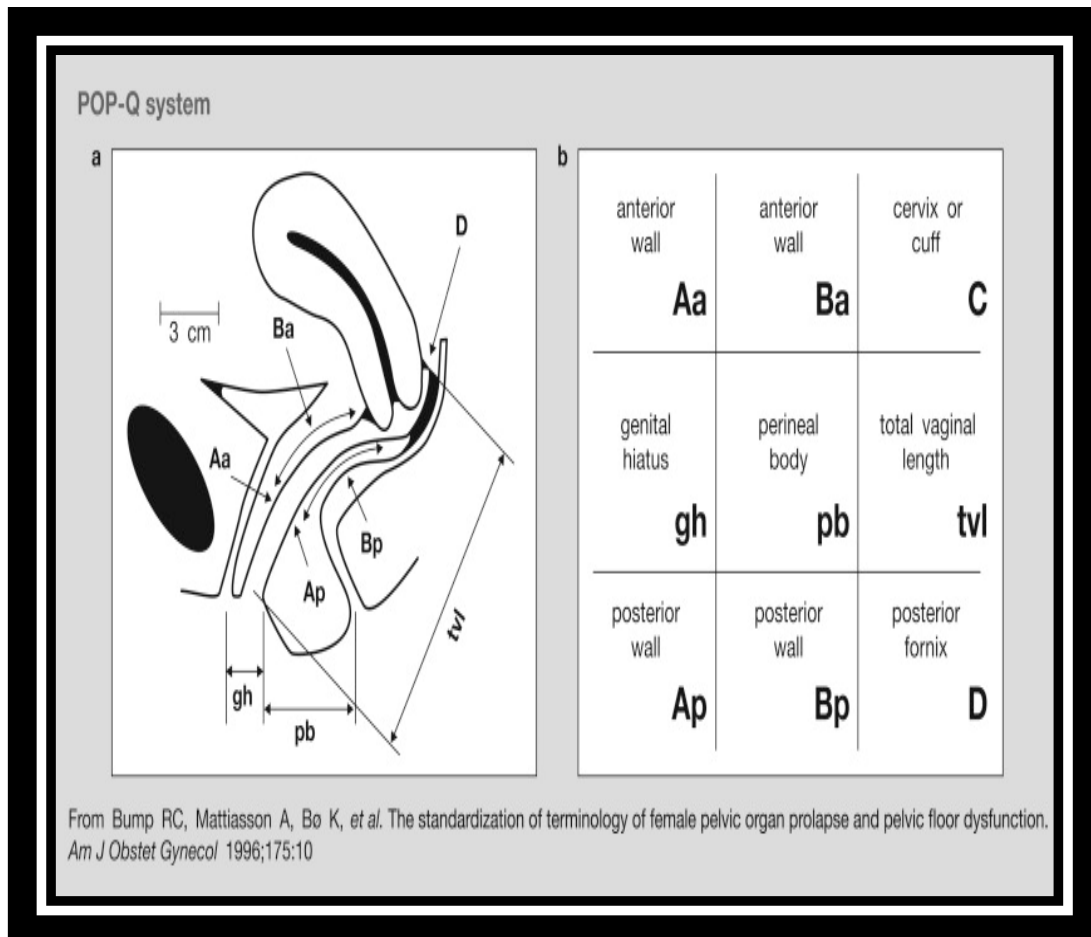 POP-Q system
a
D
3 cm
Ba
Aa
Bp
Ap
tvl
gh
pb
b
anterior
wall
Aa
anterior
wall
Ba
cervix or
cuff
C
genital
hiatus
gh
perineal
body
pb
total vaginal
length
tvl
posterior
wall
Ap
posterior
wall
Bp
posterior
fornix
D
From Bump RC, Mattiasson A, Bø K, et al. The standardization of terminology of female pelvic organ prolapse and pelvic floor dysfunction.
Am J Obstet Gynecol 1996;175:10